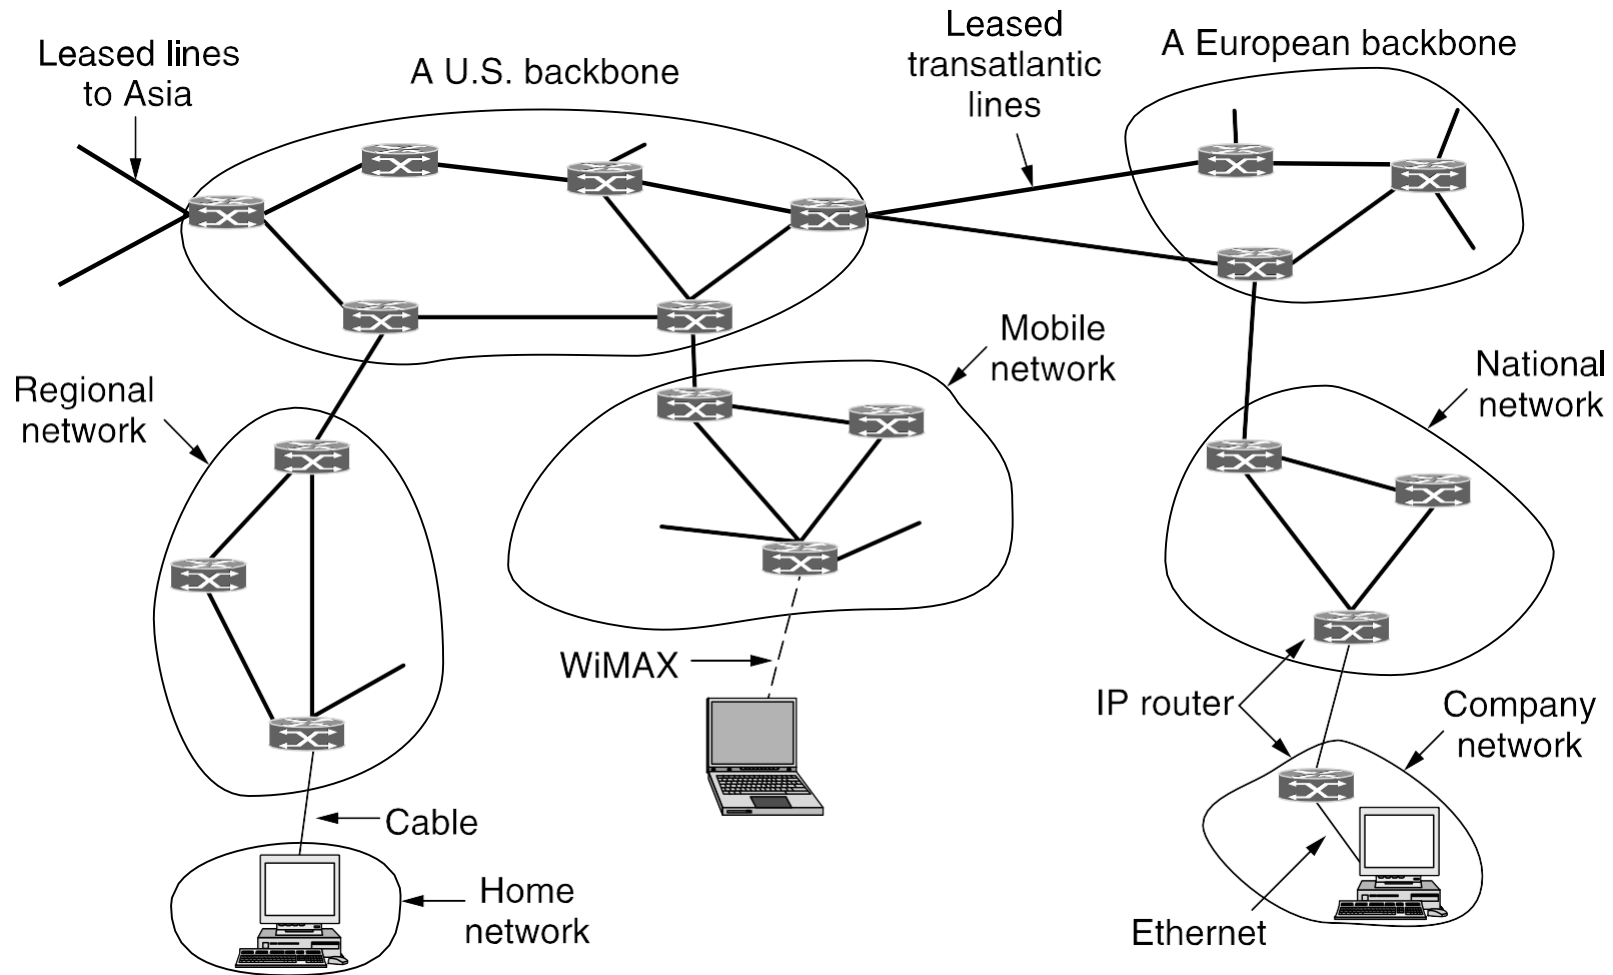 Leased lines
to Asia
A U.S. backbone
Leased
transatlantic
lines
A European backbone
Regional
network
Mobile
network
National
network
WiMAX
IP router
Company
network
Cable
Home
network
Ethernet